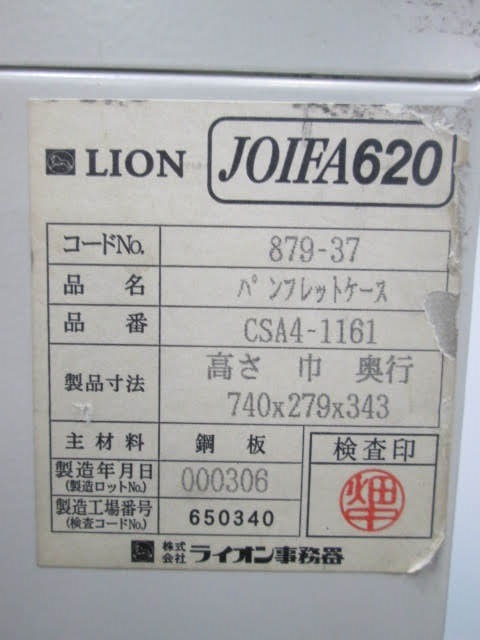 LION JOIFA620
コードNo. 879-37
品名 パンフレットケース
品番 CSA4-1161
製品寸法 高さ 巾 奥行
740x279x343
主材料 鋼板 検査印
製造年月日 000306
(製造ロットNo.)
製造工場番号 650340
(検査コードNo.)
株式会社 ライオン事務器